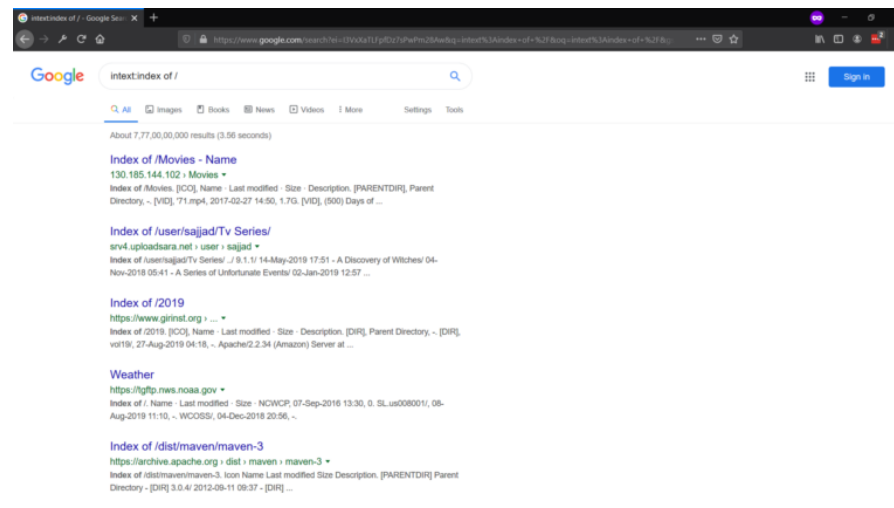 intext:index of / - Google Sear
https://www.google.com/search?
Google
intext:index of /
Sign in
All Images Books News Videos More Settings Tools
About 7,77,00,00,000 results (3.56 seconds)
Index of /Movies - Name
130.185.144.102 › Movies
Index of /Movies. [ICO], Name · Last modified · Size · Description. [PARENTDIR], Parent
Directory, -. [VID], '71.mp4, 2017-02-27 14:50, 1.7G. [VID], (500) Days of ...
Index of /user/sajjad/Tv Series/
srv4.uploadsara.net › user › sajjad
Index of /user/sajjad/Tv Series/ ../ 9.1.1/ 14-May-2019 17:51 - A Discovery of Witches/ 04-
Nov-2018 05:41 - A Series of Unfortunate Events/ 02-Jan-2019 12:57 ...
Index of /2019
https://www.girinst.org › ...
Index of /2019. [ICO], Name · Last modified · Size · Description. [DIR], Parent Directory, -. [DIR],
vol19/, 27-Aug-2019 04:18, -. Apache/2.2.34 (Amazon) Server at ...
Weather
https://tgftp.nws.noaa.gov
Index of /. Name · Last modified · Size · NCWCP, 07-Sep-2016 13:30, 0. SL.us008001/, 08-
Aug-2019 11:10, -. WCOSS/, 04-Dec-2018 20:56, -.
Index of /dist/maven/maven-3
https://archive.apache.org › dist › maven › maven-3
Index of /dist/maven/maven-3. Icon Name Last modified Size Description. [PARENTDIR] Parent
Directory - [DIR] 3.0.4/ 2012-09-11 09:37 - [DIR] ...